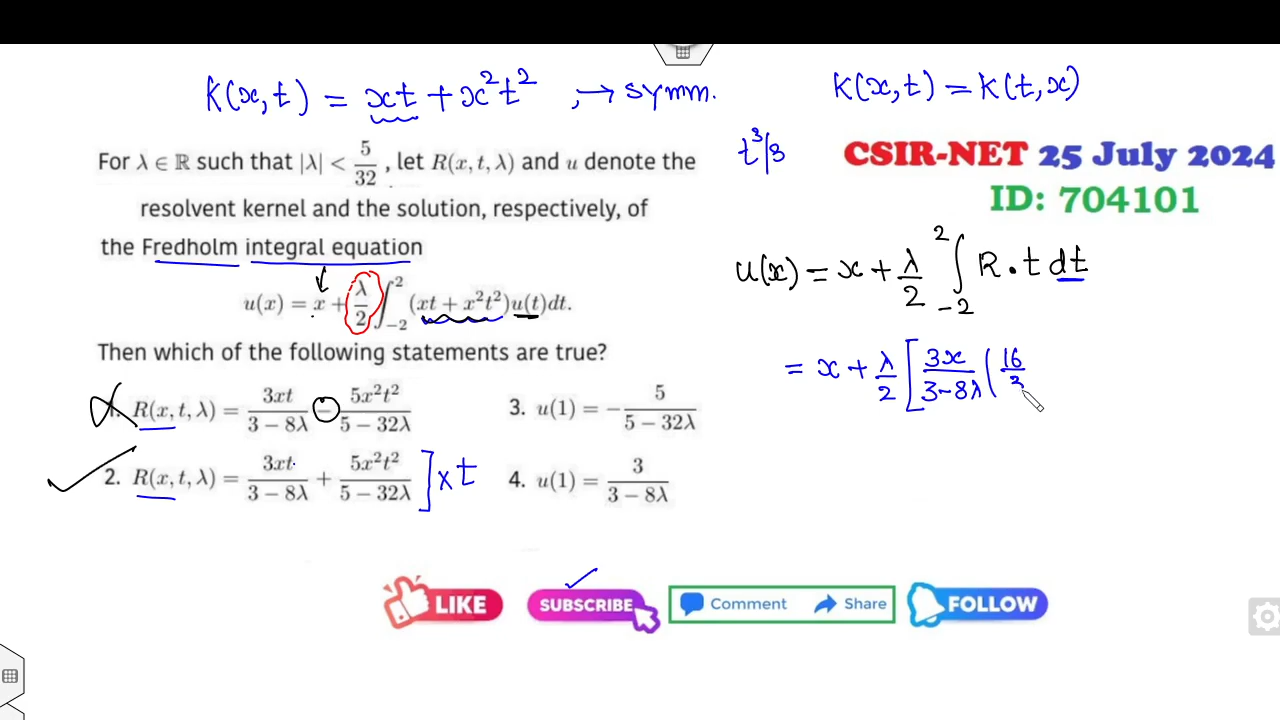 K(x,t) = xt + x²t² , → symm.
K(x,t) = K(t,x)
For λ ∈ ℝ such that |λ| < 5/32 , let R(x, t, λ) and u denote the
resolvent kernel and the solution, respectively, of
the Fredholm integral equation
u(x) = x + λ/2 ∫₋₂² (xt + x²t²)u(t)dt.
Then which of the following statements are true?
1. R(x, t, λ) = 3xt/(3 − 8λ) − 5x²t²/(5 − 32λ)
2. R(x, t, λ) = 3xt/(3 − 8λ) + 5x²t²/(5 − 32λ) ] x t
3. u(1) = − 5/(5 − 32λ)
4. u(1) = 3/(3 − 8λ)
t³/3
CSIR-NET 25 July 2024
ID: 704101
u(x) = x + λ/2 ∫₋₂² R · t dt
= x + λ/2 [ 3x/(3-8λ) ( 16/3
LIKE
SUBSCRIBE
Comment
Share
FOLLOW